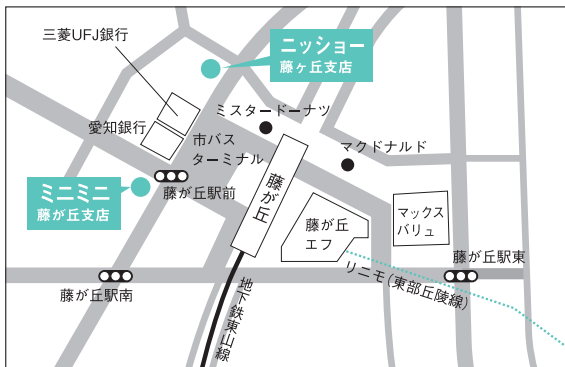 三菱UFJ銀行
ニッショー
藤ヶ丘支店
ミスタードーナツ
愛知銀行
市バス
ターミナル
マクドナルド
ミニミニ
藤が丘支店
藤が丘駅前
藤が丘
藤が丘
エフ
マックス
バリュ
藤が丘駅東
リニモ(東部丘陵線)
藤が丘駅南
地下鉄東山線